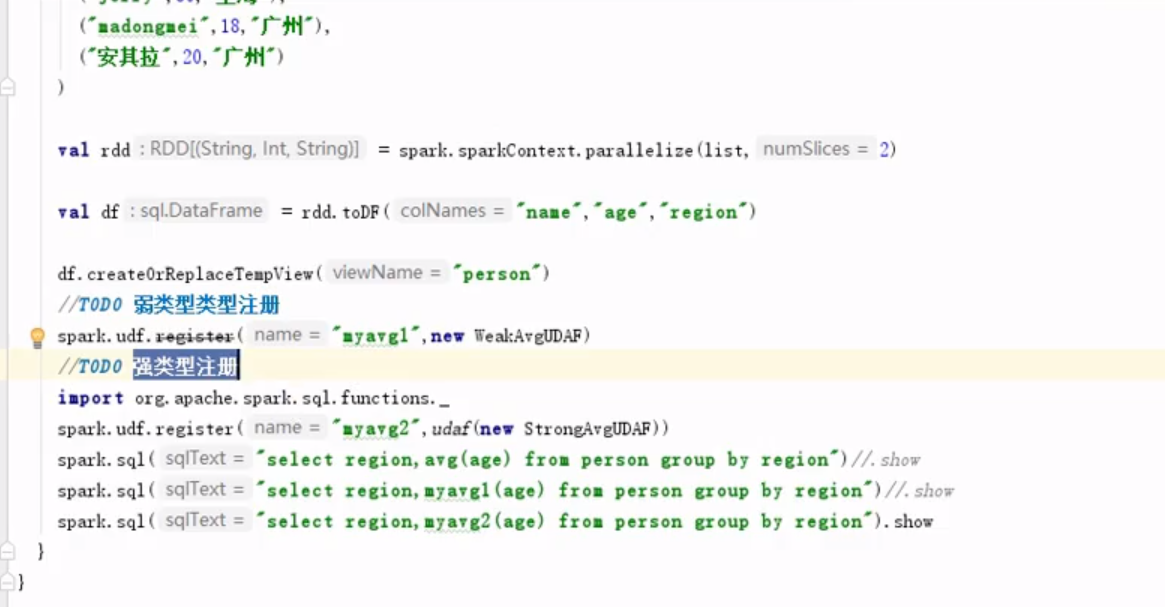 ("madongmei",18,"广州"),
("安其拉",20,"广州")
)
val rdd : RDD[(String, Int, String)] = spark.sparkContext.parallelize(list, numSlices = 2)
val df : sql.DataFrame = rdd.toDF( colNames = "name","age","region")
df.createOrReplaceTempView( viewName = "person")
//TODO 弱类型类型注册
spark.udf.register( name = "myavg1",new WeakAvgUDAF)
//TODO 强类型注册
import org.apache.spark.sql.functions._
spark.udf.register( name = "myavg2",udaf(new StrongAvgUDAF))
spark.sql( sqlText = "select region,avg(age) from person group by region")//.show
spark.sql( sqlText = "select region,myavg1(age) from person group by region")//.show
spark.sql( sqlText = "select region,myavg2(age) from person group by region").show
}
}